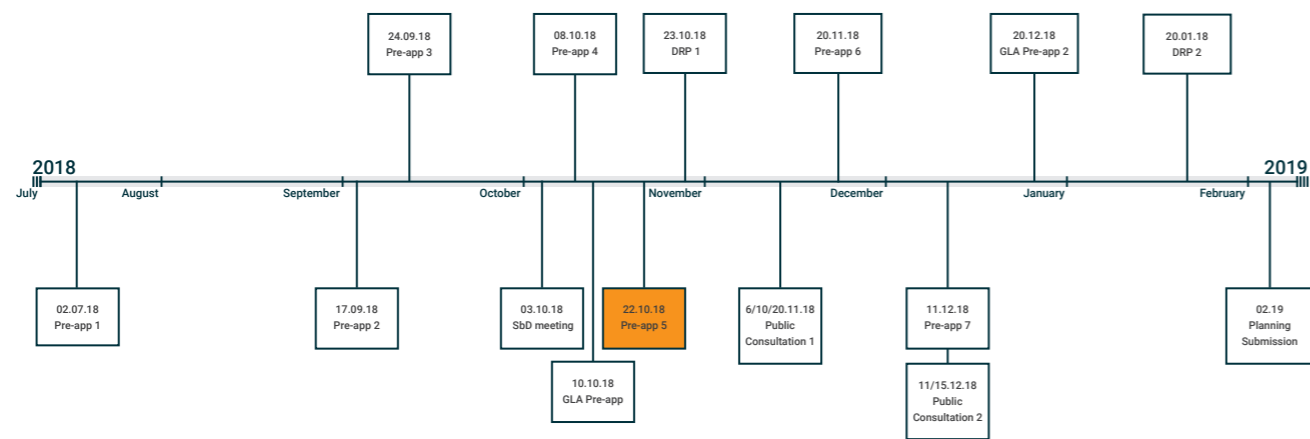 24.09.18
Pre-app 3
08.10.18
Pre-app 4
23.10.18
DRP 1
20.11.18
Pre-app 6
20.12.18
GLA Pre-app 2
20.01.18
DRP 2
2018
2019
July
August
September
October
November
December
January
February
02.07.18
Pre-app 1
17.09.18
Pre-app 2
03.10.18
SbD meeting
10.10.18
GLA Pre-app
22.10.18
Pre-app 5
6/10/20.11.18
Public
Consultation 1
11.12.18
Pre-app 7
11/15.12.18
Public
Consultation 2
02.19
Planning
Submission